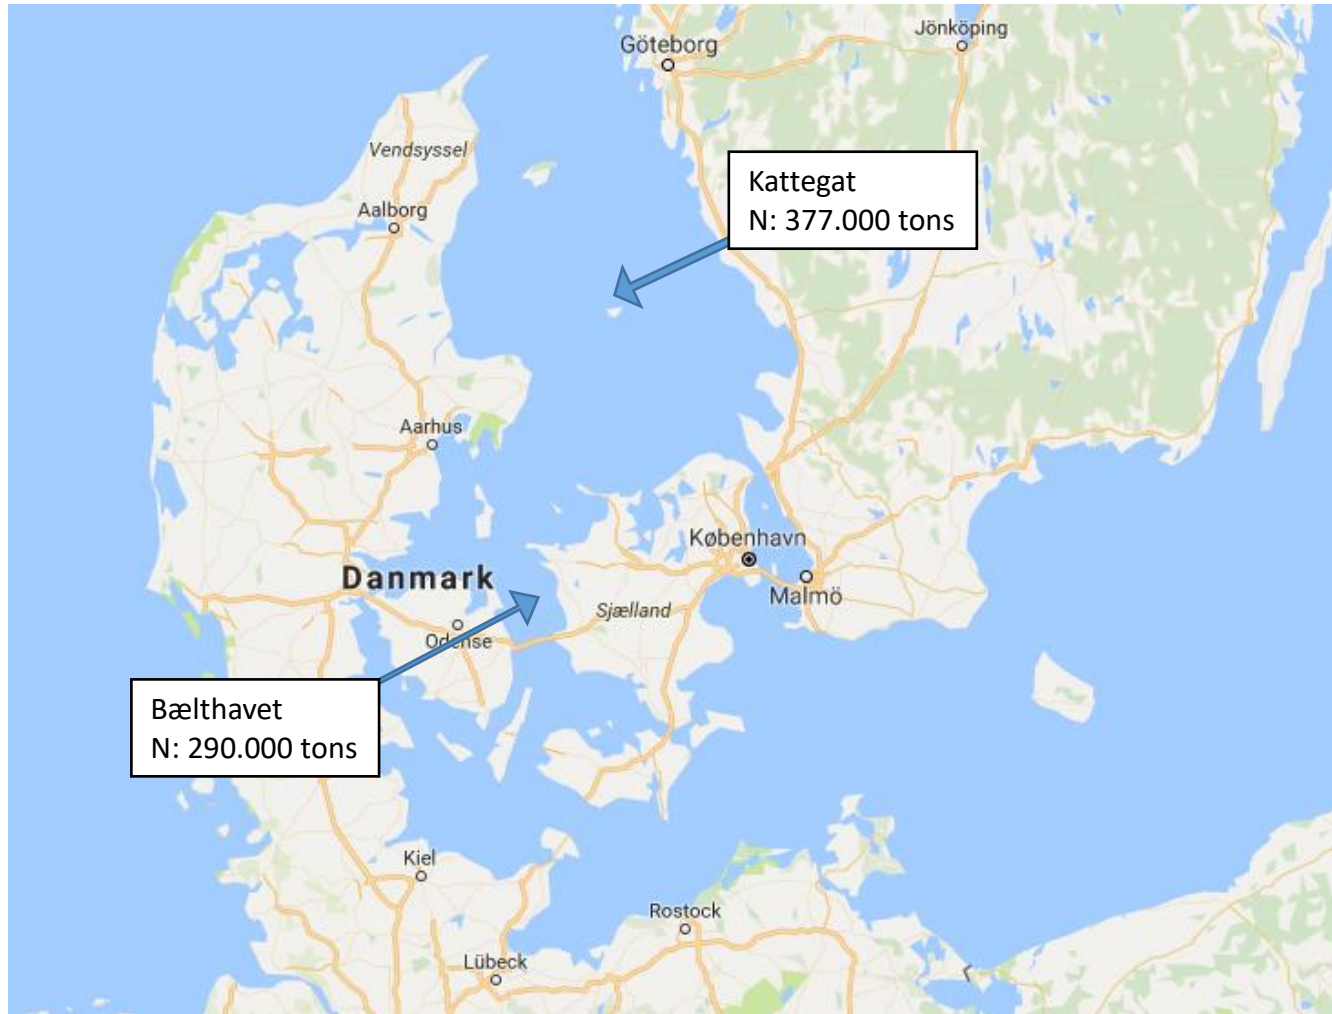 Göteborg
Jönköping
Vendsyssel
Kattegat
N: 377.000 tons
Aalborg
Aarhus
København
Danmark
Malmö
Sjælland
Odense
Bælthavet
N: 290.000 tons
Kiel
Rostock
Lübeck